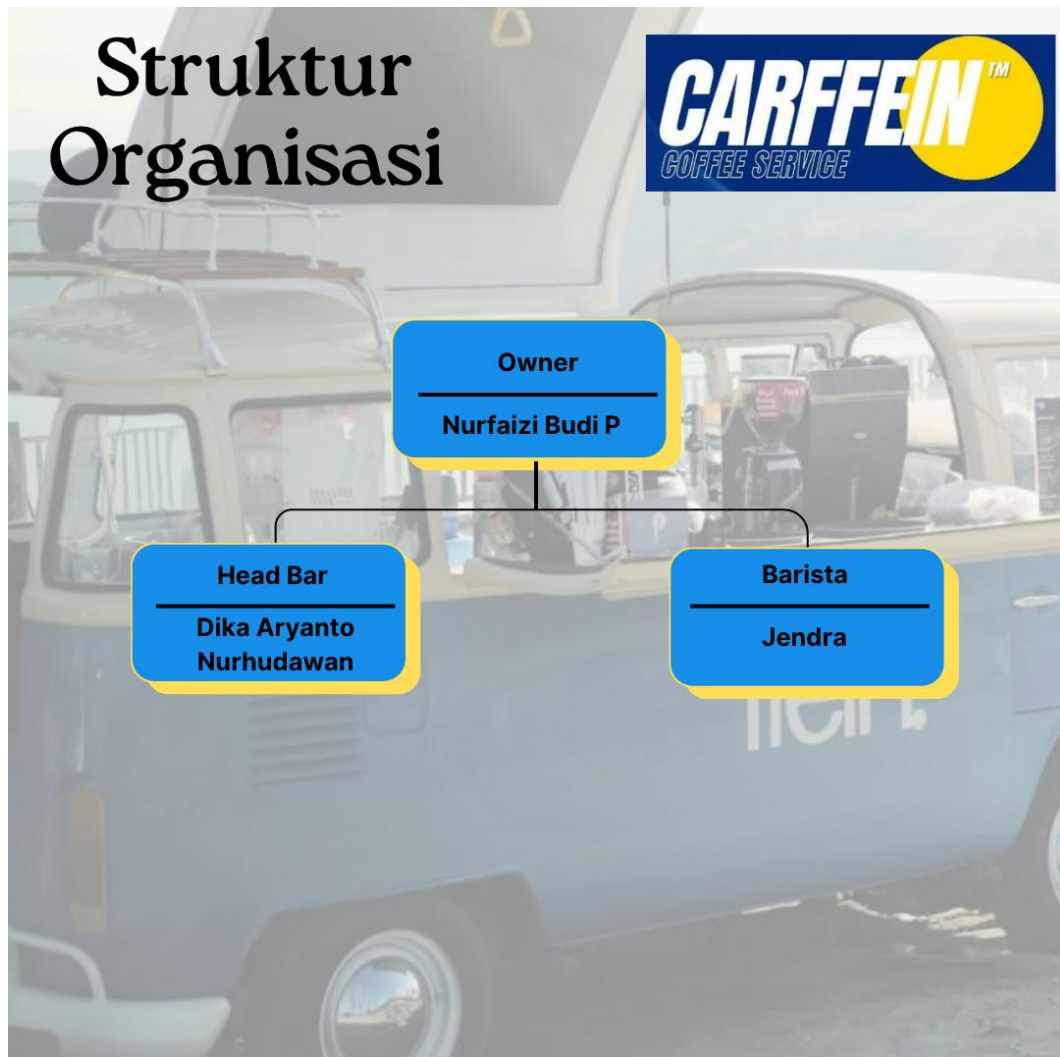 Struktur
Organisasi
CARFFEIN™
COFFEE SERVICE
Owner
Nurfaizi Budi P
Head Bar
Dika Aryanto
Nurhudawan
Barista
Jendra